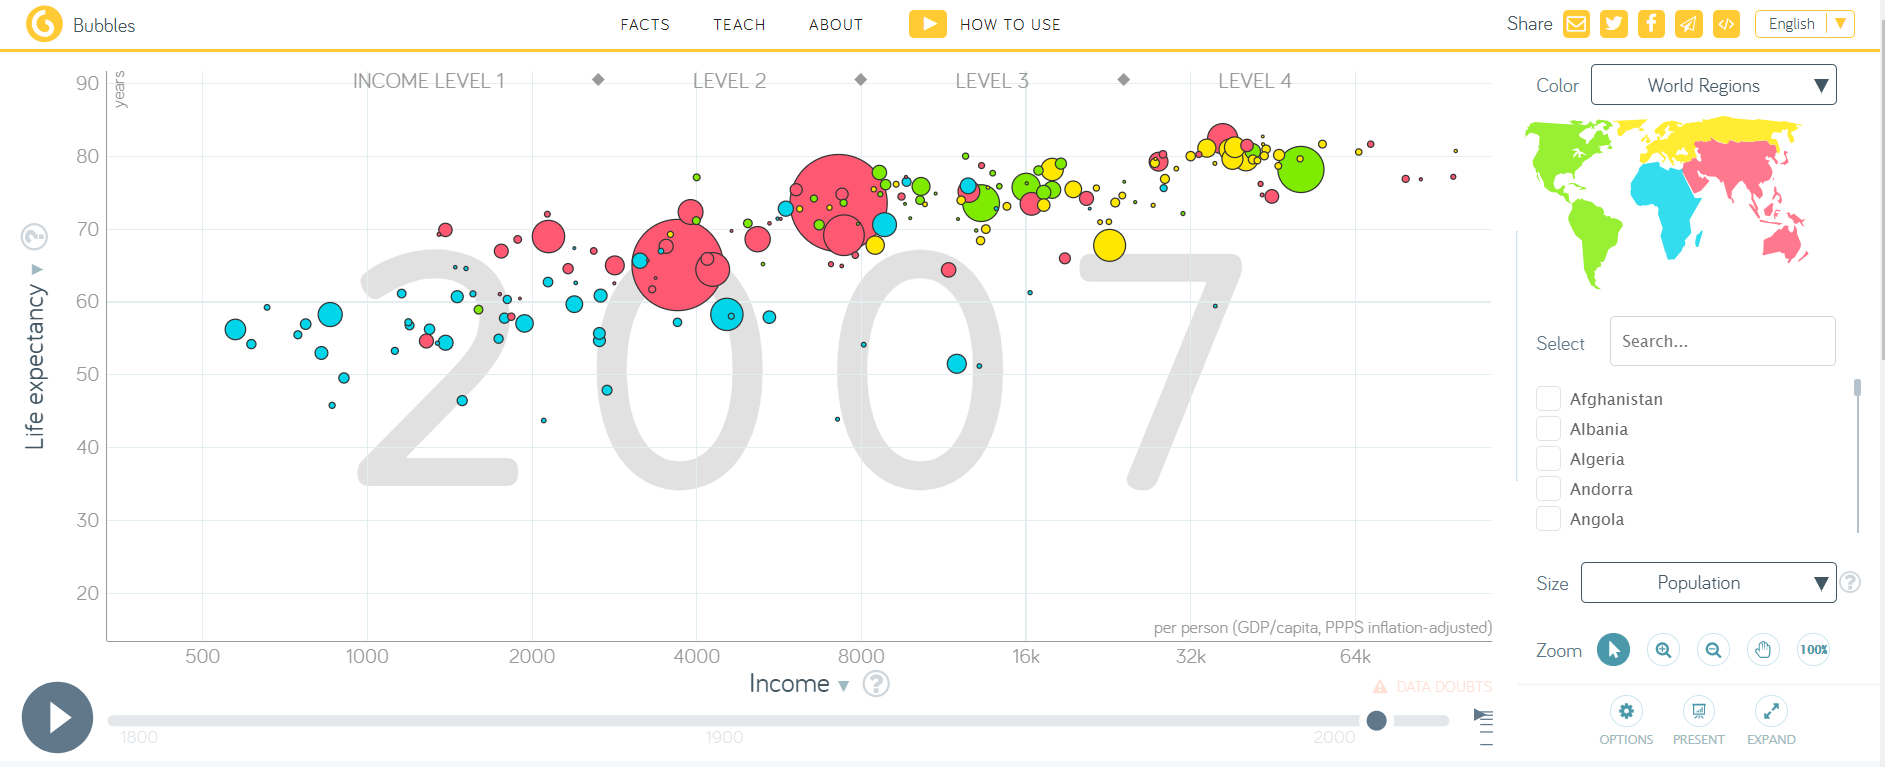 Bubbles
FACTS TEACH ABOUT HOW TO USE
Share
English
INCOME LEVEL 1 LEVEL 2 LEVEL 3 LEVEL 4
years
90
80
70
60
50
40
30
20
Life expectancy
?
2007
per person (GDP/capita, PPP$ inflation-adjusted)
500 1000 2000 4000 8000 16k 32k 64k
Income ?
DATA DOUBTS
1800 1900 2000
Color World Regions
Select Search...
Afghanistan
Albania
Algeria
Andorra
Angola
Size Population ?
Zoom 100%
OPTIONS PRESENT EXPAND